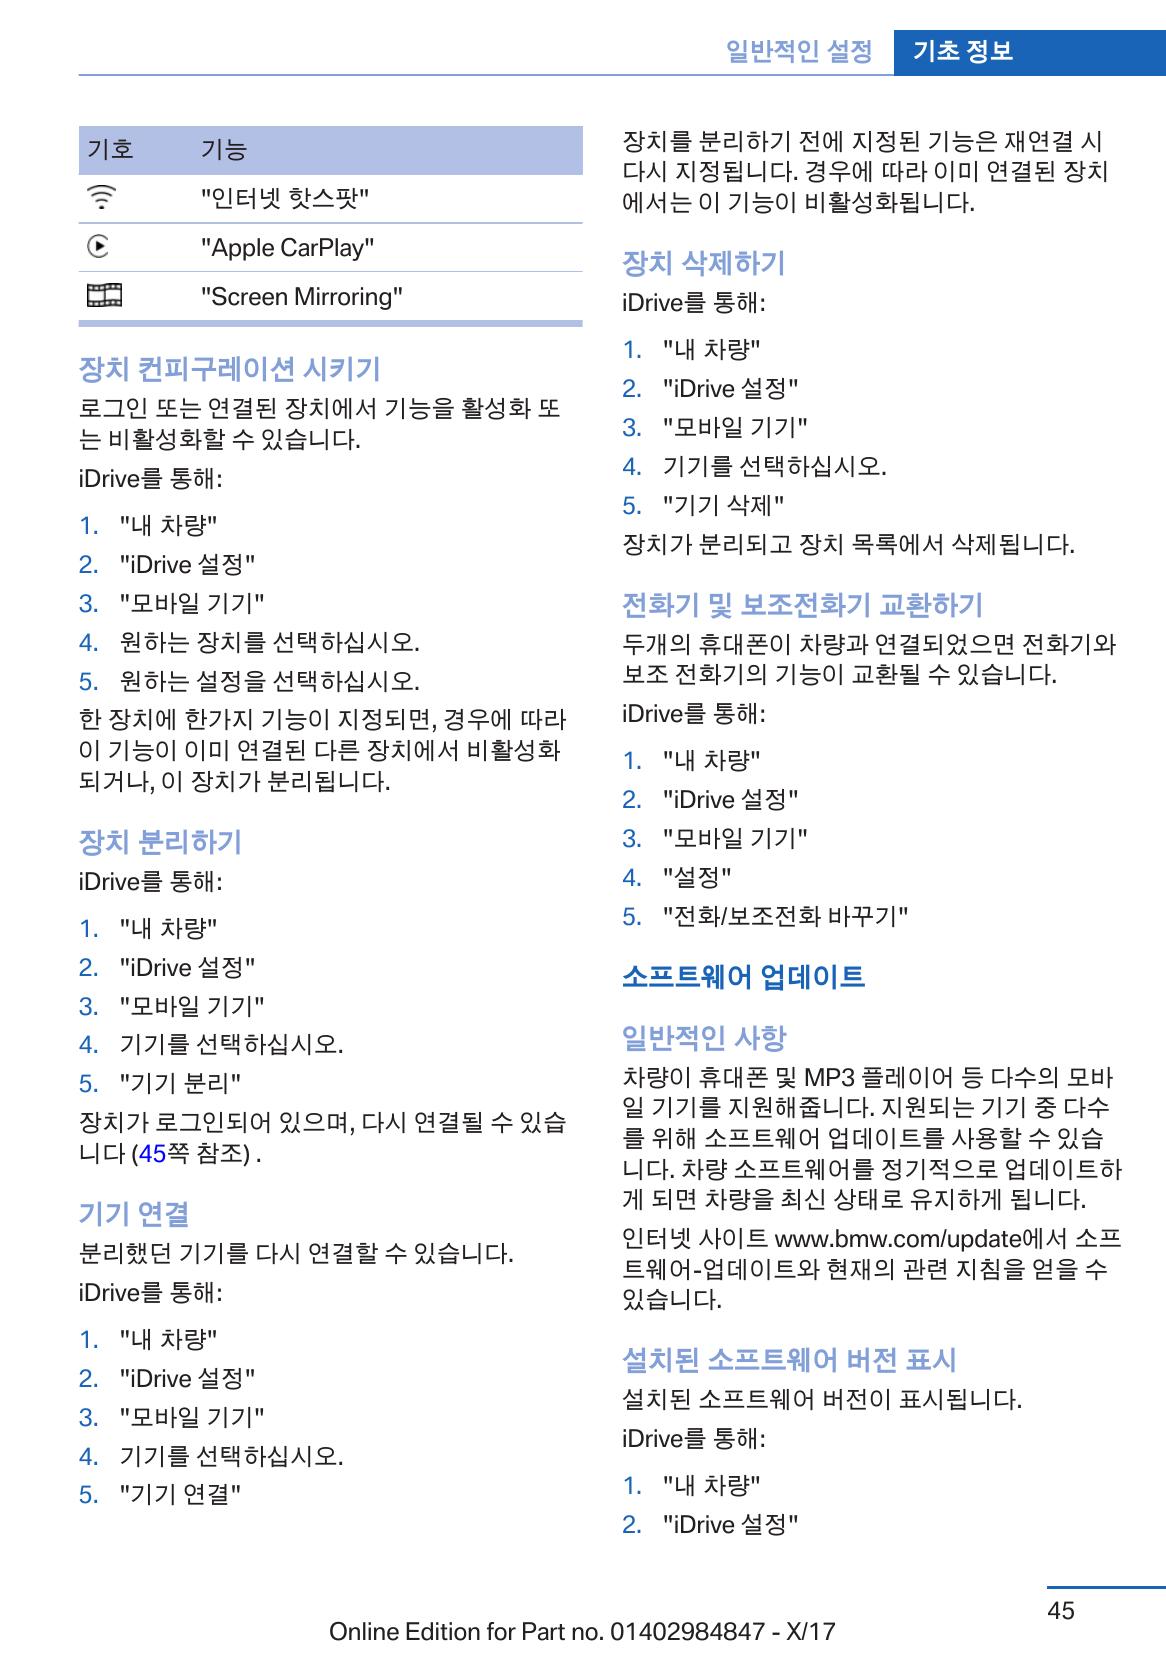 일반적인 설정 기초 정보
기호 기능
"인터넷 핫스팟"
"Apple CarPlay"
"Screen Mirroring"
장치 컨피구레이션 시키기
로그인 또는 연결된 장치에서 기능을 활성화 또
는 비활성화할 수 있습니다.
iDrive를 통해:
1. "내 차량"
2. "iDrive 설정"
3. "모바일 기기"
4. 원하는 장치를 선택하십시오.
5. 원하는 설정을 선택하십시오.
한 장치에 한가지 기능이 지정되면, 경우에 따라
이 기능이 이미 연결된 다른 장치에서 비활성화
되거나, 이 장치가 분리됩니다.
장치 분리하기
iDrive를 통해:
1. "내 차량"
2. "iDrive 설정"
3. "모바일 기기"
4. 기기를 선택하십시오.
5. "기기 분리"
장치가 로그인되어 있으며, 다시 연결될 수 있습
니다 (45쪽 참조) .
기기 연결
분리했던 기기를 다시 연결할 수 있습니다.
iDrive를 통해:
1. "내 차량"
2. "iDrive 설정"
3. "모바일 기기"
4. 기기를 선택하십시오.
5. "기기 연결"
장치를 분리하기 전에 지정된 기능은 재연결 시
다시 지정됩니다. 경우에 따라 이미 연결된 장치
에서는 이 기능이 비활성화됩니다.
장치 삭제하기
iDrive를 통해:
1. "내 차량"
2. "iDrive 설정"
3. "모바일 기기"
4. 기기를 선택하십시오.
5. "기기 삭제"
장치가 분리되고 장치 목록에서 삭제됩니다.
전화기 및 보조전화기 교환하기
두개의 휴대폰이 차량과 연결되었으면 전화기와
보조 전화기의 기능이 교환될 수 있습니다.
iDrive를 통해:
1. "내 차량"
2. "iDrive 설정"
3. "모바일 기기"
4. "설정"
5. "전화/보조전화 바꾸기"
소프트웨어 업데이트
일반적인 사항
차량이 휴대폰 및 MP3 플레이어 등 다수의 모바
일 기기를 지원해줍니다. 지원되는 기기 중 다수
를 위해 소프트웨어 업데이트를 사용할 수 있습
니다. 차량 소프트웨어를 정기적으로 업데이트하
게 되면 차량을 최신 상태로 유지하게 됩니다.
인터넷 사이트 www.bmw.com/update에서 소프
트웨어-업데이트와 현재의 관련 지침을 얻을 수
있습니다.
설치된 소프트웨어 버전 표시
설치된 소프트웨어 버전이 표시됩니다.
iDrive를 통해:
1. "내 차량"
2. "iDrive 설정"
45
Online Edition for Part no. 01402984847 - X/17